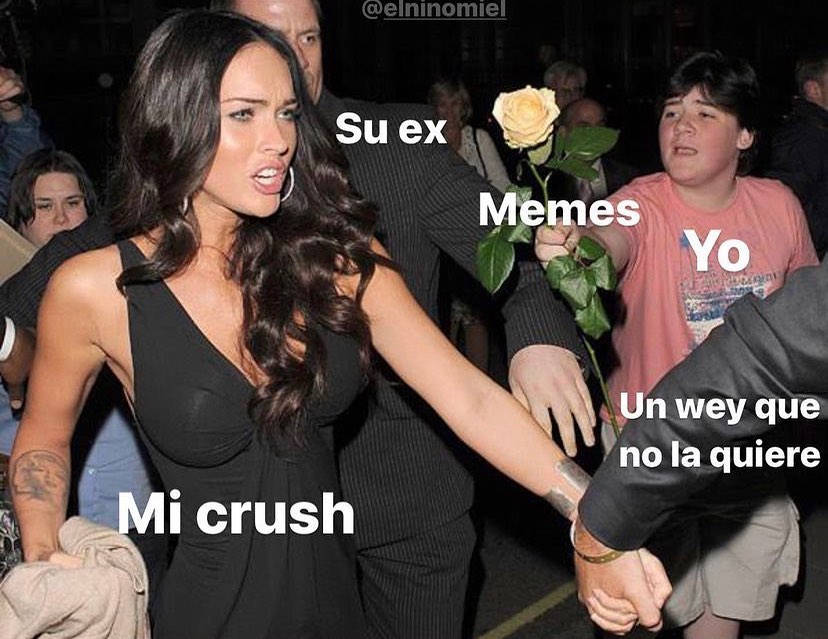 @elninomiel
Su ex
Memes
Yo
Un wey que
no la quiere
Mi crush